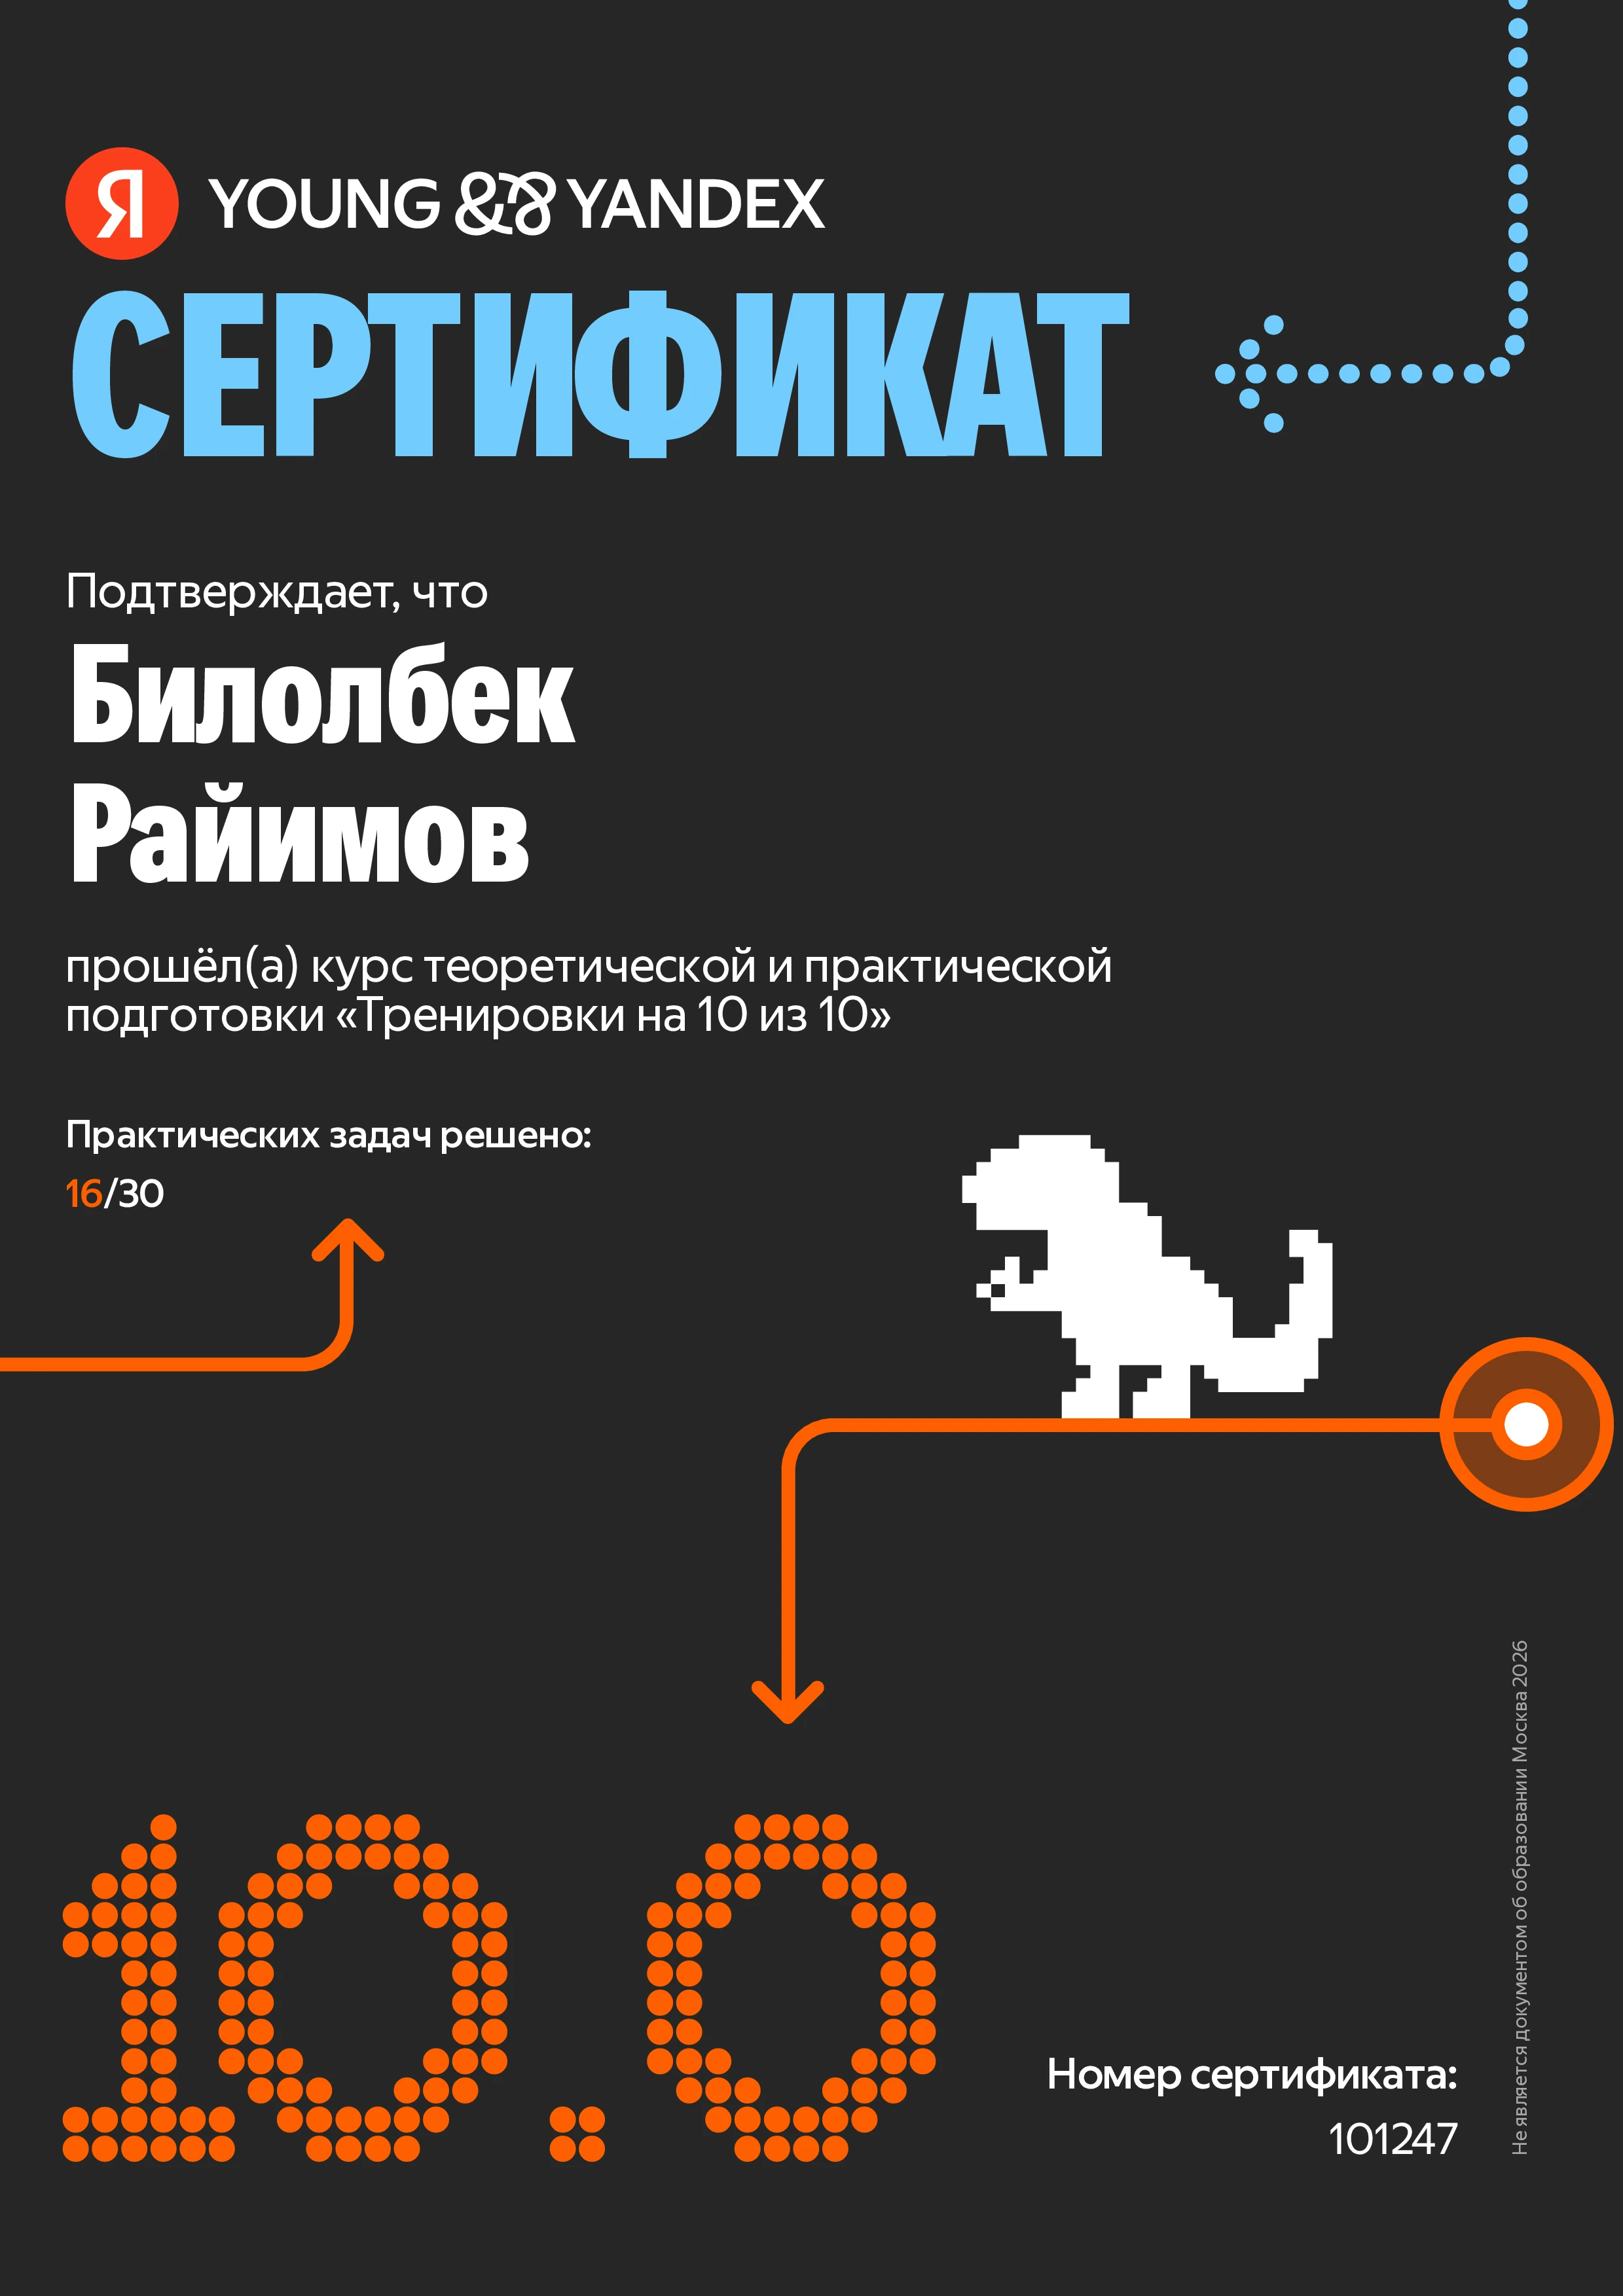 Я YOUNG && YANDEX
СЕРТИФИКАТ
Подтверждает, что
Билолбек
Райимов
прошёл(а) курс теоретической и практической
подготовки «Тренировки на 10 из 10»
Практических задач решено:
16/30
10.0
Номер сертификата:
101247
Не является документом об образовании Москва 2026